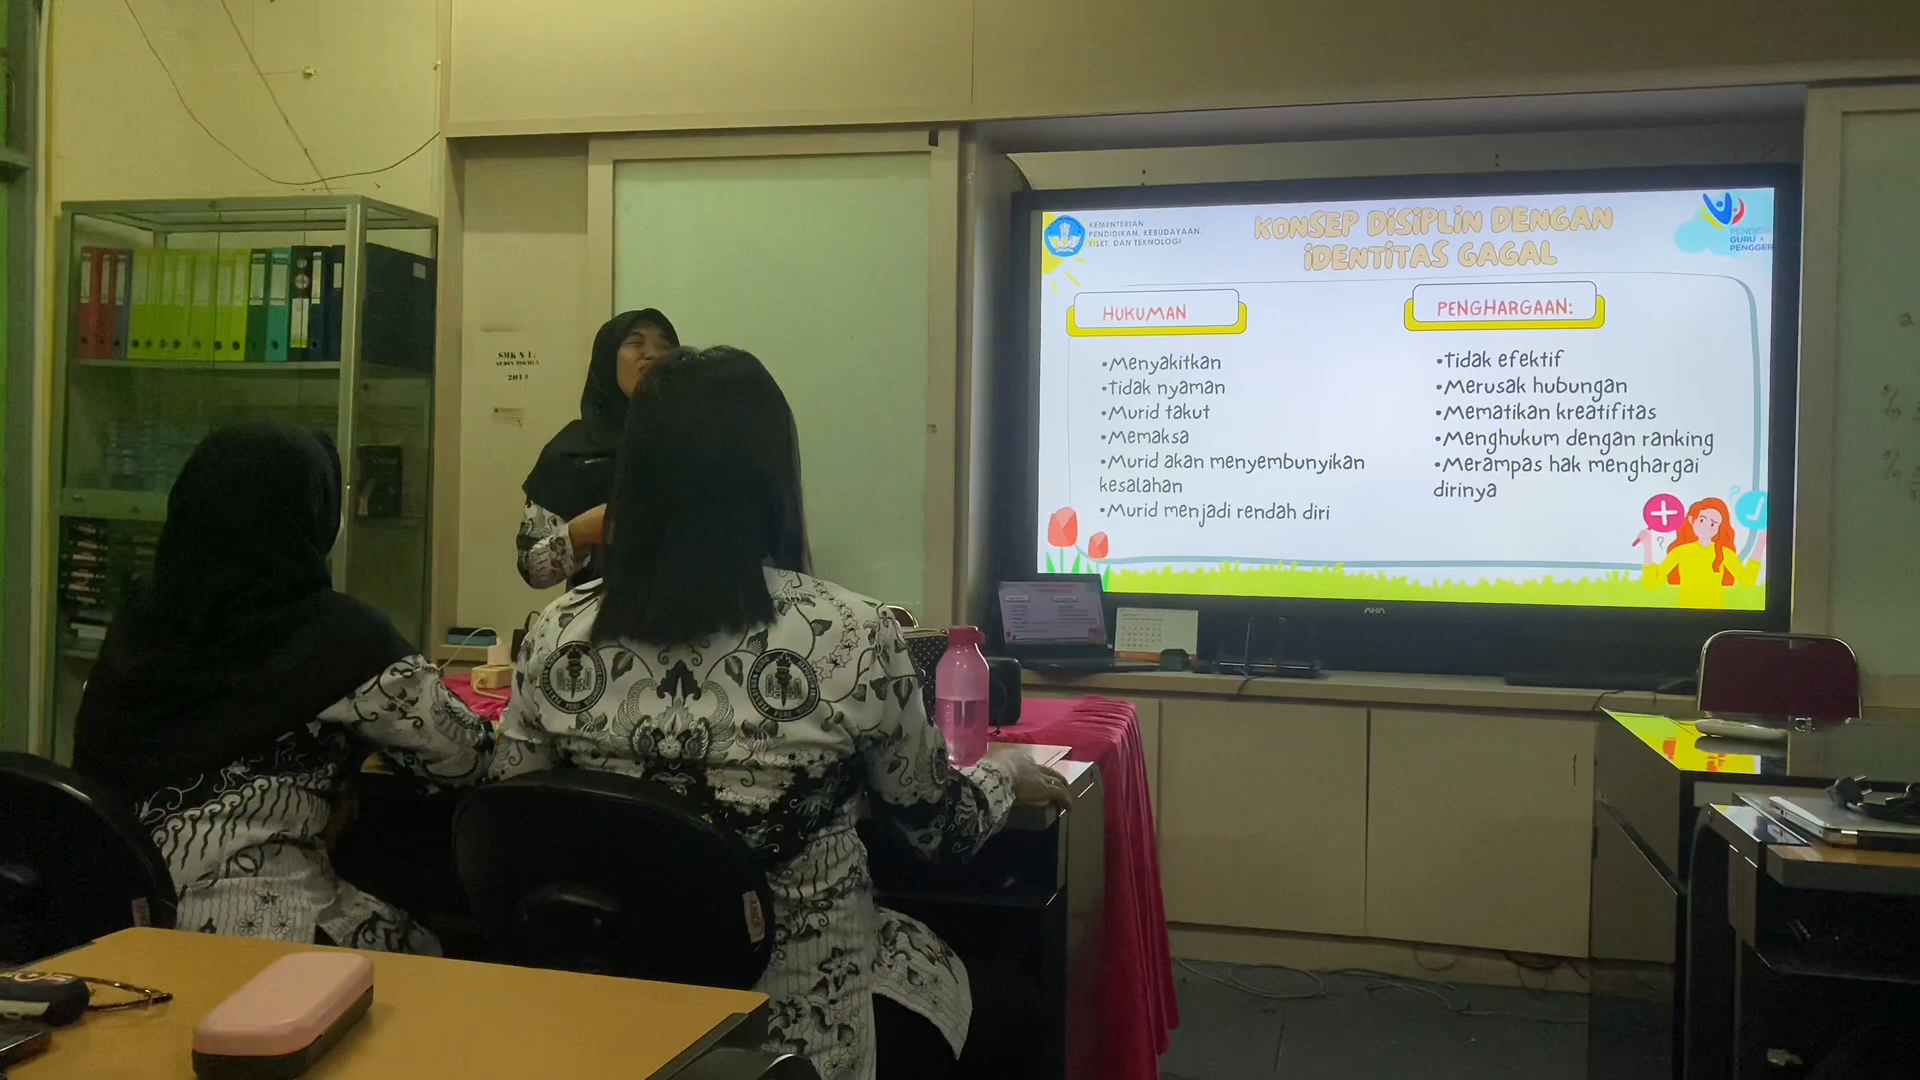 KEMENTERIAN
PENDIDIKAN, KEBUDAYAAN,
RISET, DAN TEKNOLOGI
KONSEP DISIPLIN DENGAN
IDENTITAS GAGAL
GURU
HUKUMAN
•Menyakitkan
•Tidak nyaman
•Murid takut
•Memaksa
•Murid akan menyembunyikan
kesalahan
•Murid menjadi rendah diri
PENGHARGAAN:
•Tidak efektif
•Merusak hubungan
•Mematikan kreatifitas
•Menghukum dengan ranking
•Merampas hak menghargai
dirinya
SMK N
2014